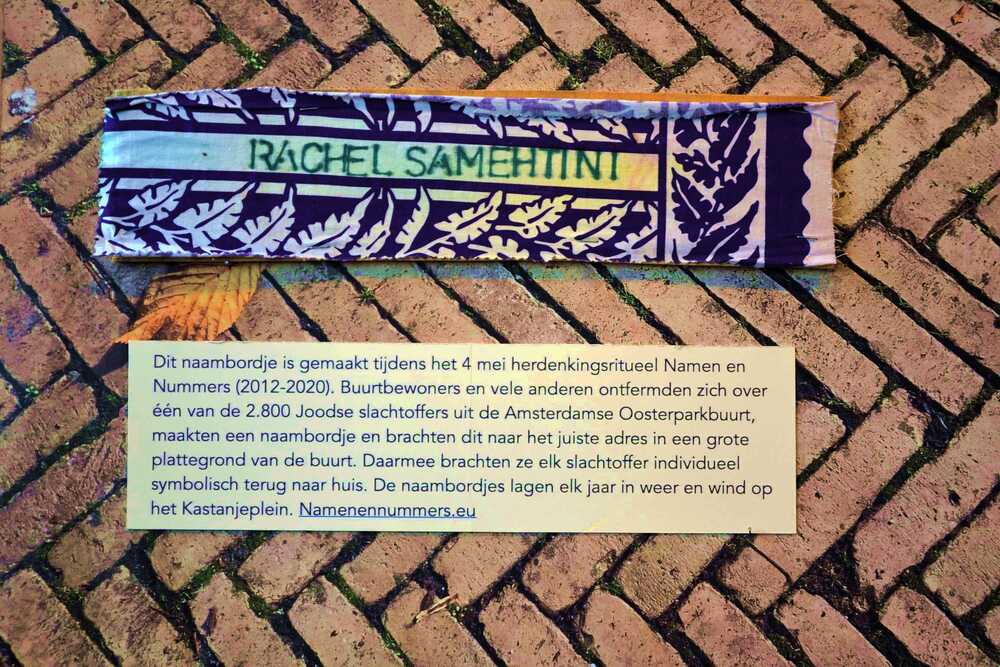 RACHEL SAMEHTINI
Dit naambordje is gemaakt tijdens het 4 mei herdenkingsritueel Namen en
Nummers (2012-2020). Buurtbewoners en vele anderen ontfermden zich over
één van de 2.800 Joodse slachtoffers uit de Amsterdamse Oosterparkbuurt,
maakten een naambordje en brachten dit naar het juiste adres in een grote
plattegrond van de buurt. Daarmee brachten ze elk slachtoffer individueel
symbolisch terug naar huis. De naambordjes lagen elk jaar in weer en wind op
het Kastanjeplein. Namenennummers.eu